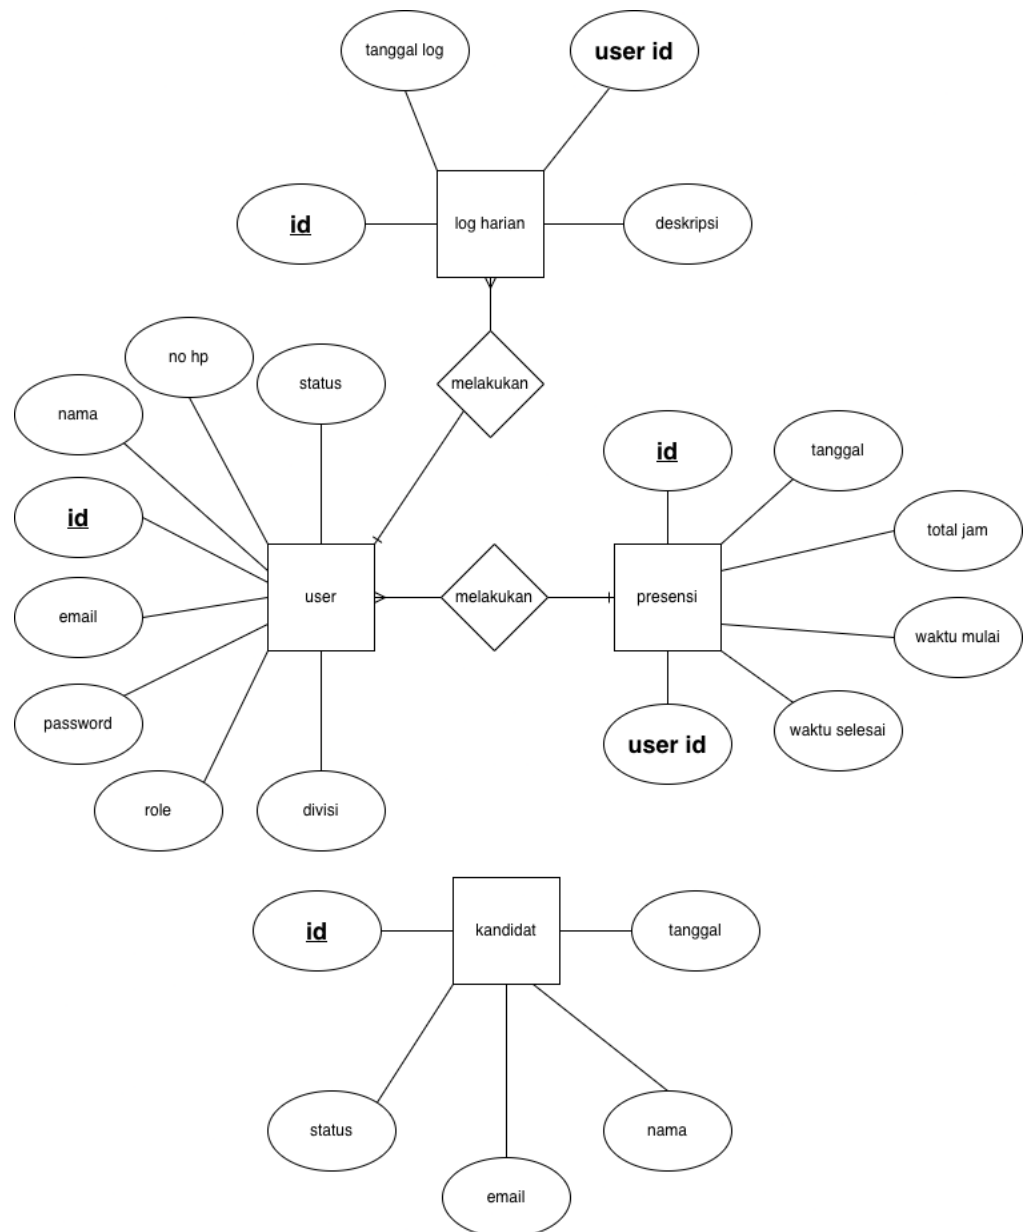 tanggal log
user id
id
log harian
deskripsi
no hp
status
melakukan
nama
id
tanggal
id
total jam
email
user
melakukan
presensi
waktu mulai
password
user id
waktu selesai
role
divisi
id
kandidat
tanggal
status
nama
email